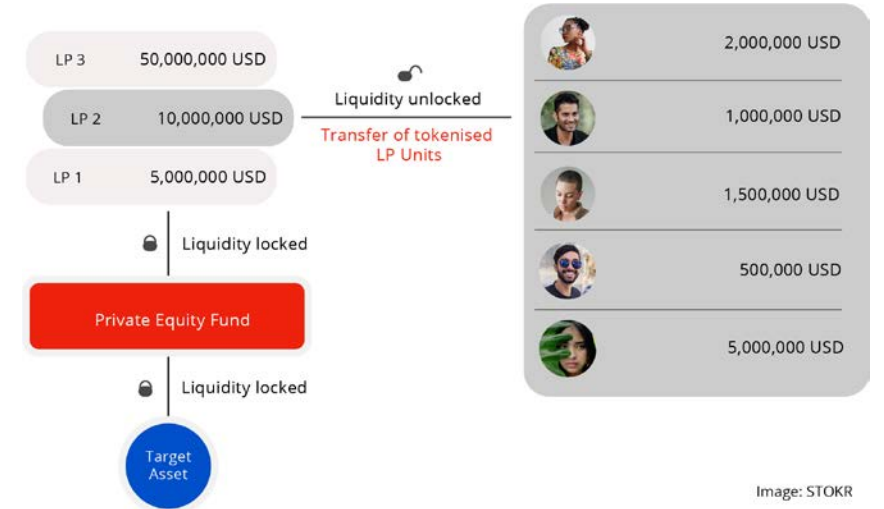 LP 3 50,000,000 USD
LP 2 10,000,000 USD
LP 1 5,000,000 USD
Liquidity unlocked
Transfer of tokenised
LP Units
Liquidity locked
Private Equity Fund
Liquidity locked
Target
Asset
2,000,000 USD
1,000,000 USD
1,500,000 USD
500,000 USD
5,000,000 USD
Image: STOKR